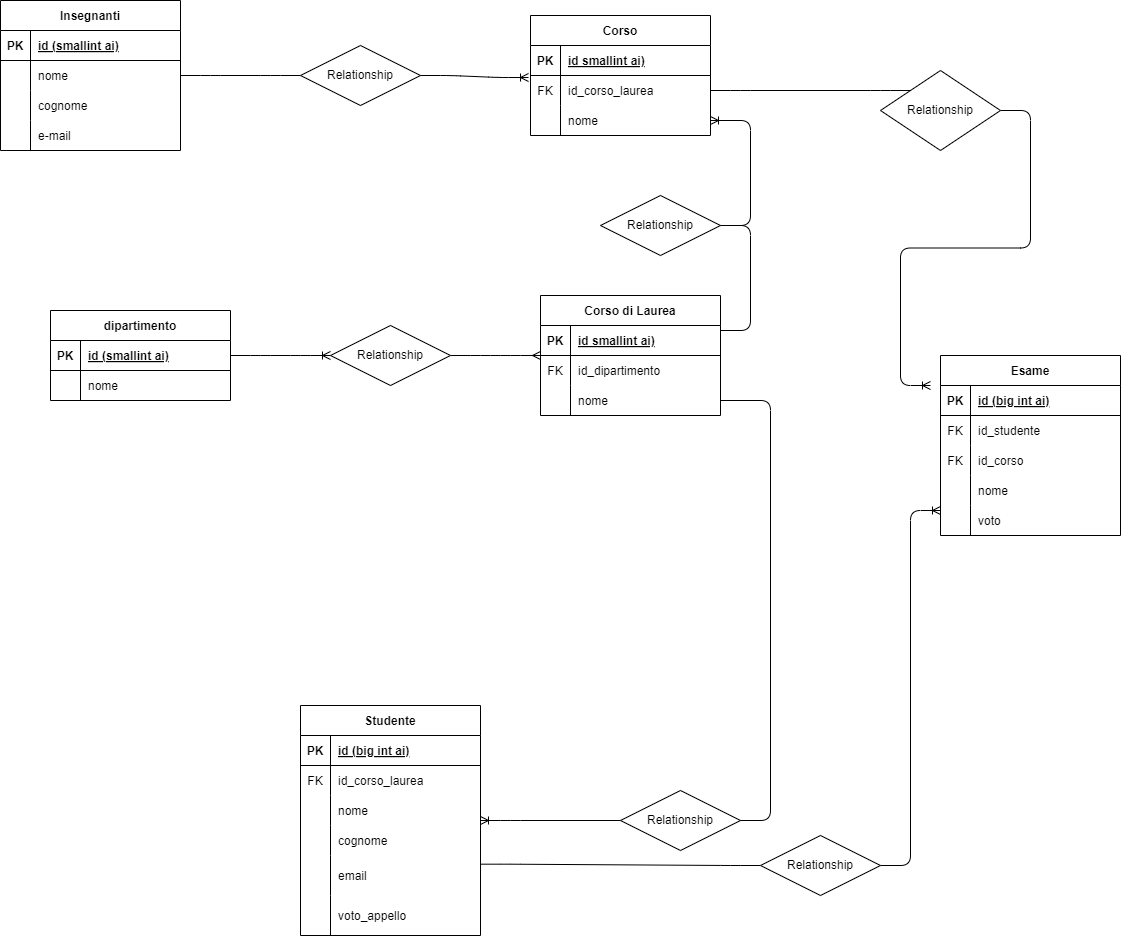 Insegnanti
PK id (smallint ai)
nome
cognome
e-mail
Relationship
Corso
PK id smallint ai)
FK id_corso_laurea
nome
Relationship
Relationship
dipartimento
PK id (smallint ai)
nome
Relationship
Corso di Laurea
PK id smallint ai)
FK id_dipartimento
nome
Esame
PK id (big int ai)
FK id_studente
FK id_corso
nome
voto
Studente
PK id (big int ai)
FK id_corso_laurea
nome
cognome
email
voto_appello
Relationship
Relationship